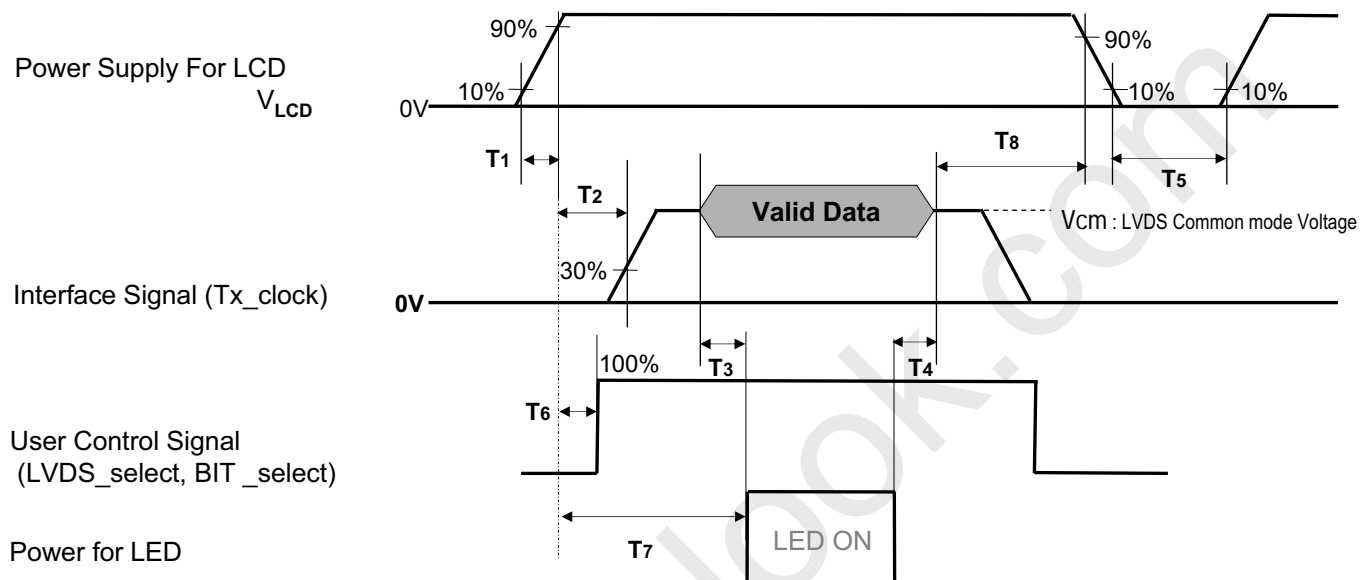 90%
Power Supply For LCD
VLCD
10%
0V
90%
10%
10%
T1
T2
T8
T5
Valid Data
VCM : LVDS Common mode Voltage
30%
Interface Signal (Tx_clock)
0V
100%
T3
T4
T6
User Control Signal
(LVDS_select, BIT _select)
T7
LED ON
Power for LED
look.com